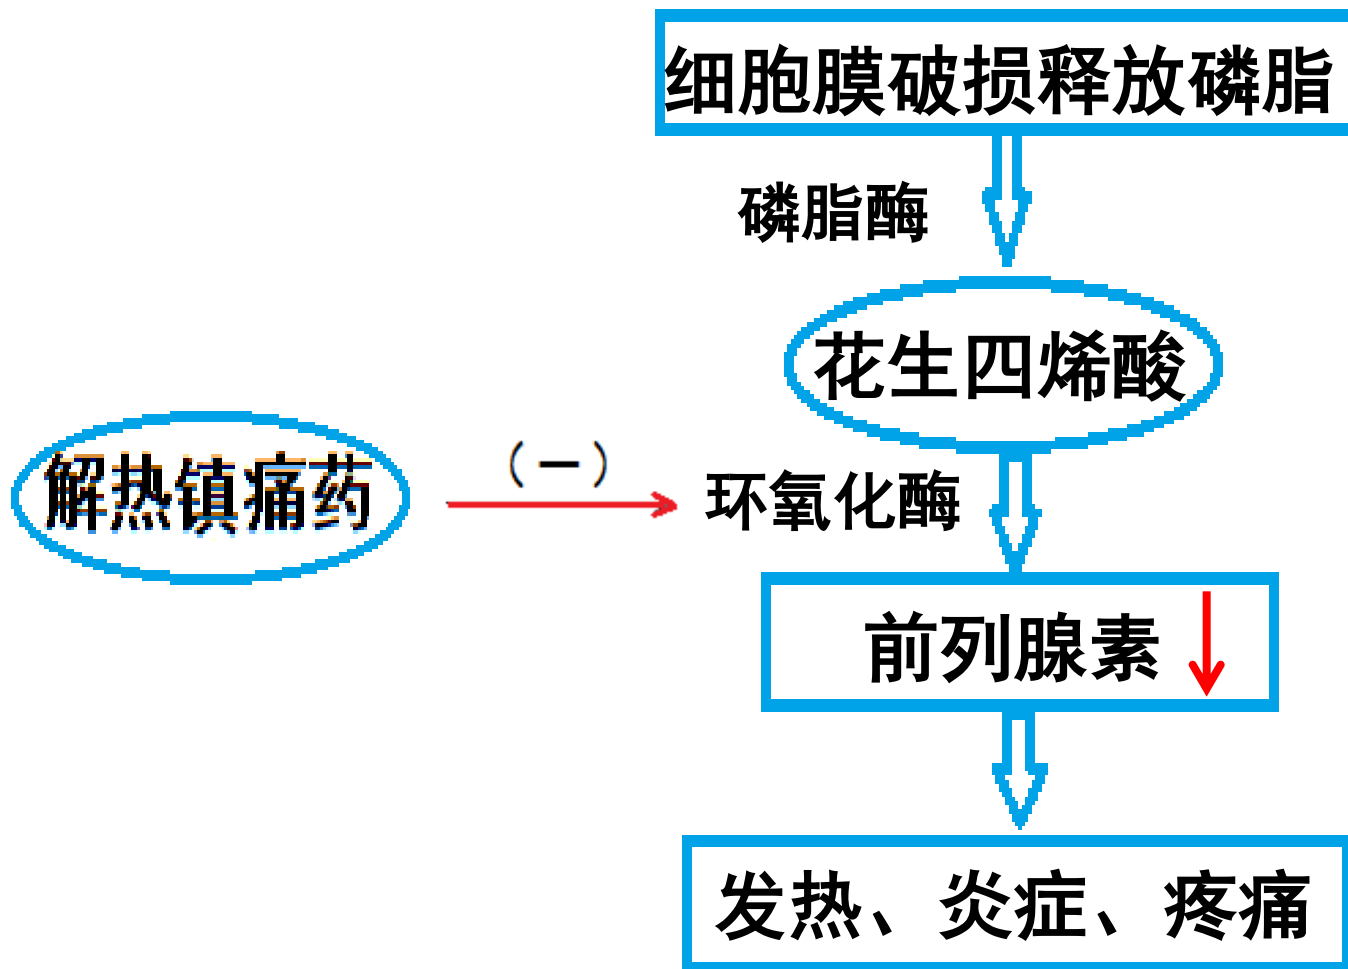 细胞膜破损释放磷脂
磷脂酶
花生四烯酸
解热镇痛药
（一）
环氧化酶
前列腺素
发热、炎症、疼痛